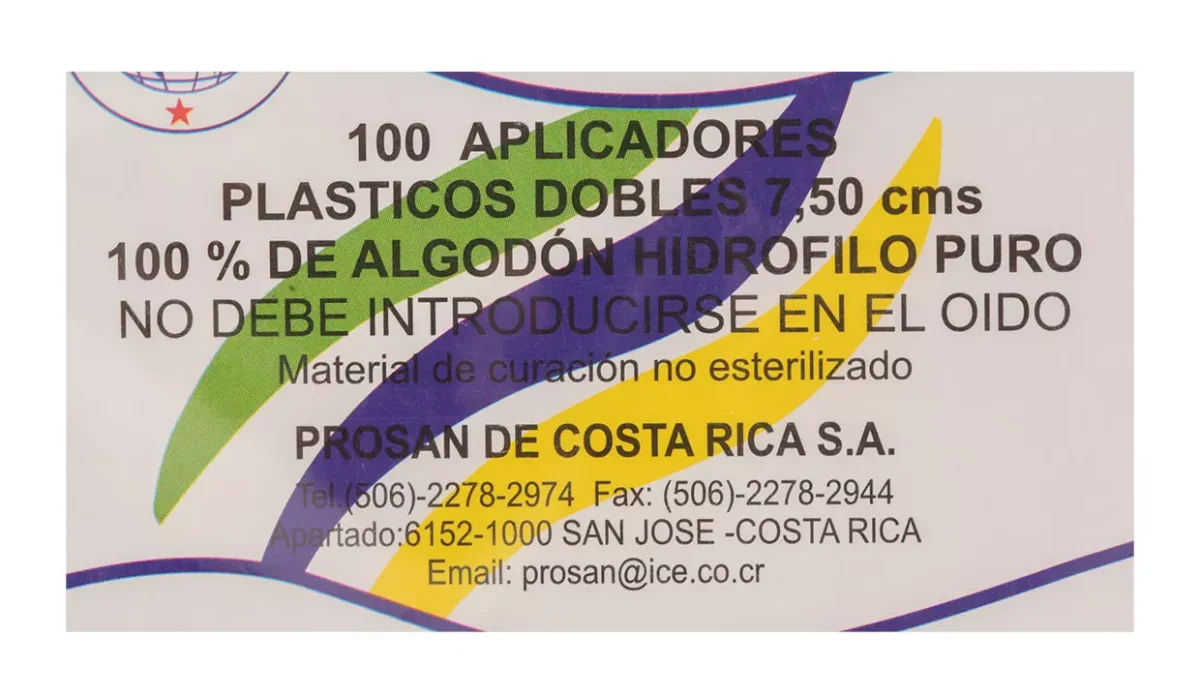 100 APLICADORES
PLASTICOS DOBLES 7,50 cms
100 % DE ALGODÓN HIDROFILO PURO
NO DEBE INTRODUCIRSE EN EL OIDO
Material de curación no esterilizado
PROSAN DE COSTA RICA S.A.
Tel.(506)-2278-2974 Fax: (506)-2278-2944
Apartado:6152-1000 SAN JOSE -COSTA RICA
Email: prosan@ice.co.cr